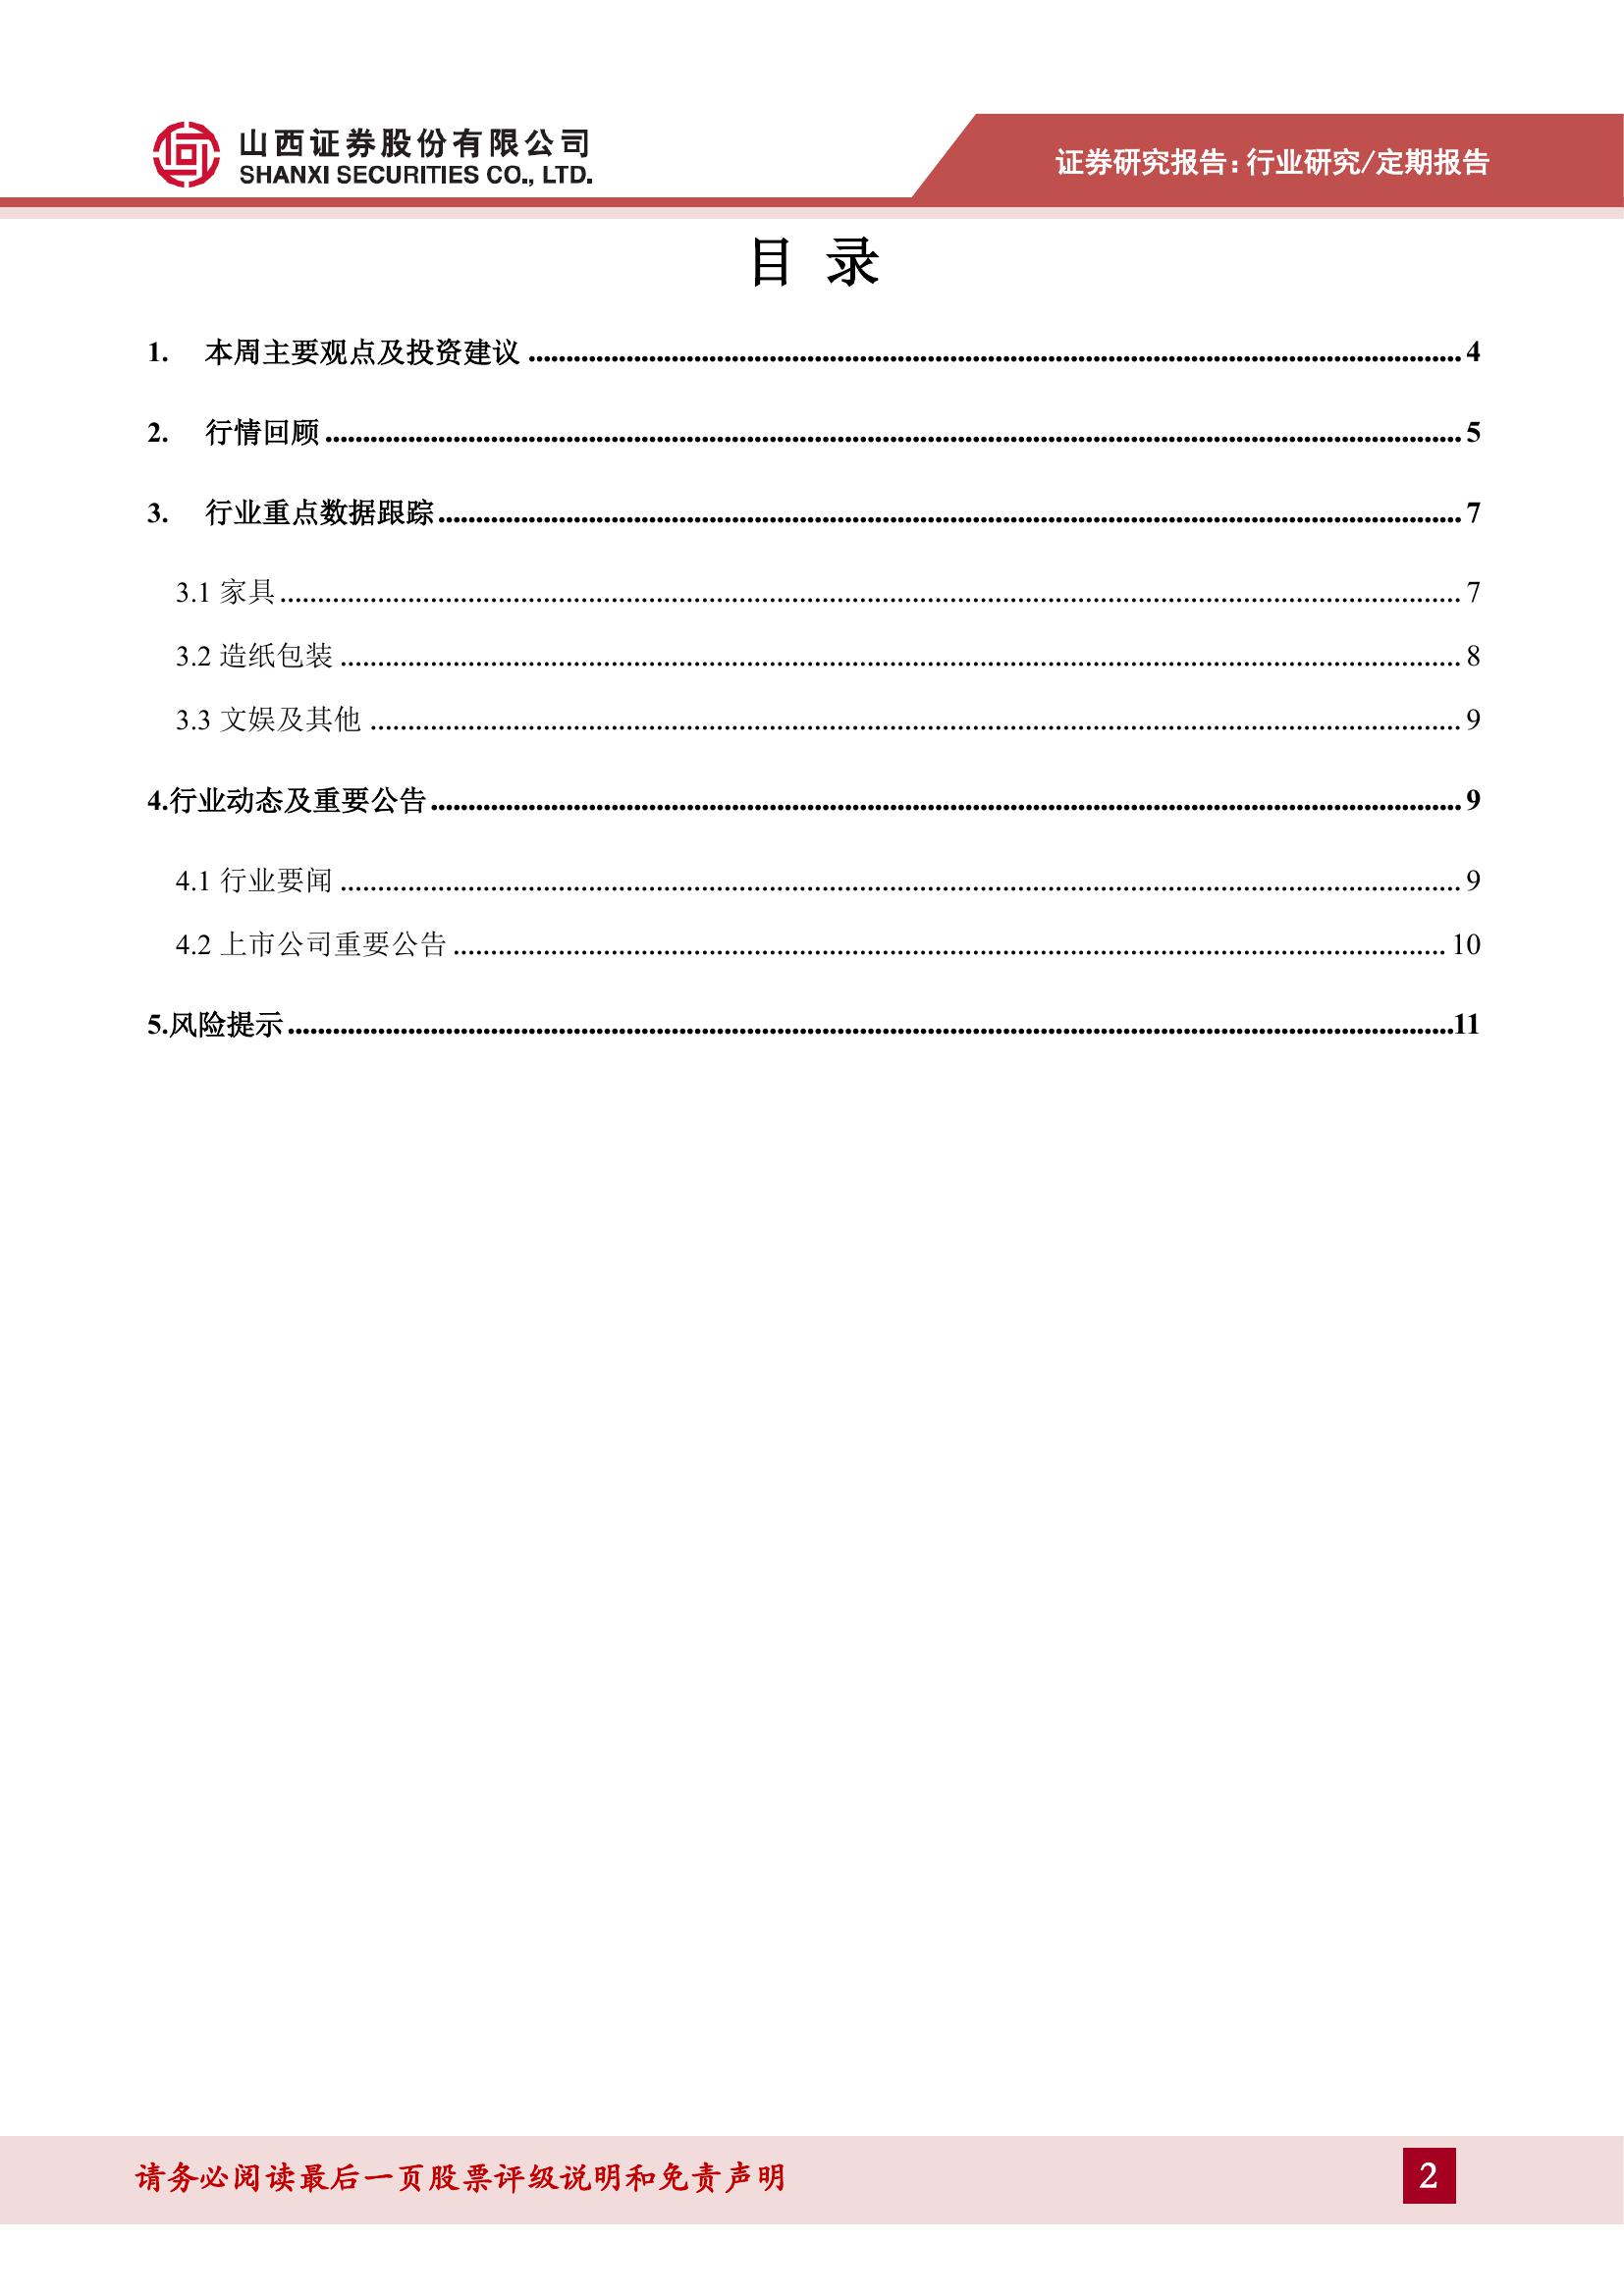 山西证券股份有限公司
SHANXI SECURITIES CO., LTD.
证券研究报告：行业研究/定期报告
目 录
1. 本周主要观点及投资建议 4
2. 行情回顾 5
3. 行业重点数据跟踪 7
3.1 家具 7
3.2 造纸包装 8
3.3 文娱及其他 9
4.行业动态及重要公告 9
4.1 行业要闻 9
4.2 上市公司重要公告 10
5.风险提示 11
请务必阅读最后一页股票评级说明和免责声明
2